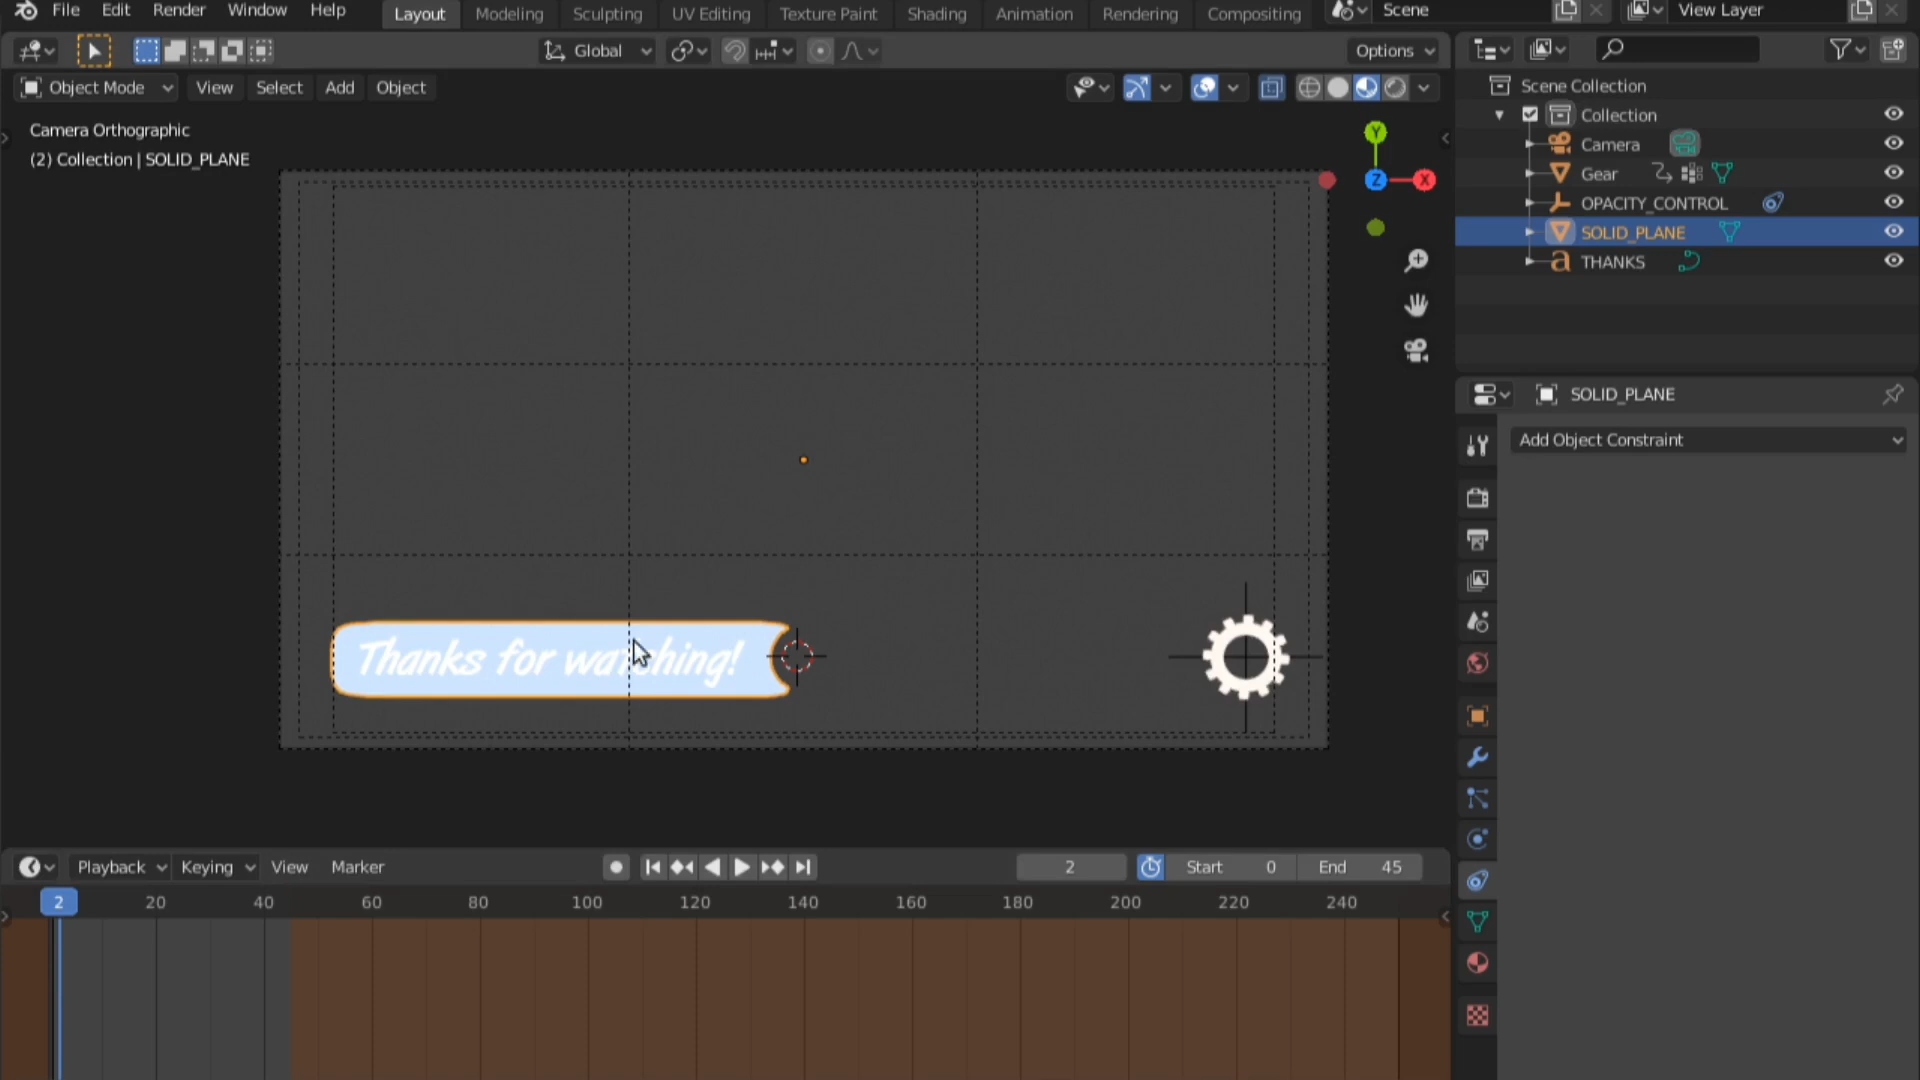 File Edit Render Window Help Layout Modeling Sculpting UV Editing Texture Paint Shading Animation Rendering Compositing Scene View Layer
Global Options
Object Mode View Select Add Object
Camera Orthographic
(2) Collection | SOLID_PLANE
Y
Z X
Thanks for watching!
Scene Collection
Collection
Camera
Gear
OPACITY_CONTROL
SOLID_PLANE
a THANKS
SOLID_PLANE
Add Object Constraint
Playback Keying View Marker 2 Start 0 End 45
2 20 40 60 80 100 120 140 160 180 200 220 240